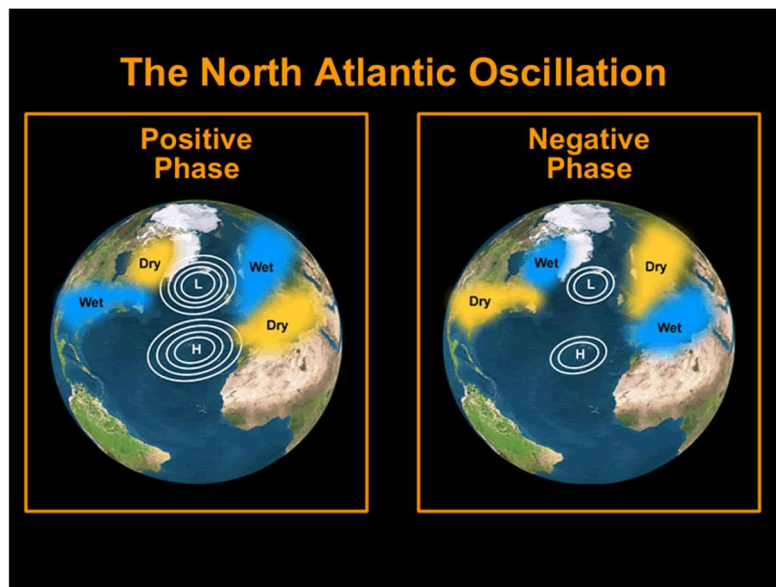 The North Atlantic Oscillation
Positive
Phase
Dry
Wet
L
Wet
Dry
H
Negative
Phase
Wet
Dry
L
Dry
Wet
H